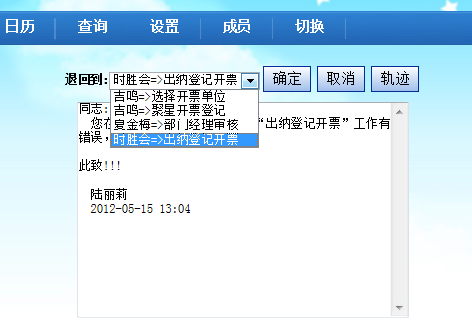 日历 查询 设置 成员 切换
退回到: 时胜会=>出纳登记开票 确定 取消 轨迹
吉鸣=>选择开票单位
吉鸣=>聚星开票登记
夏金梅=>部门经理审核
时胜会=>出纳登记开票
同志:
您在 “出纳登记开票”工作有
错误,
此致!!!
陆丽莉
2012-05-15 13:04